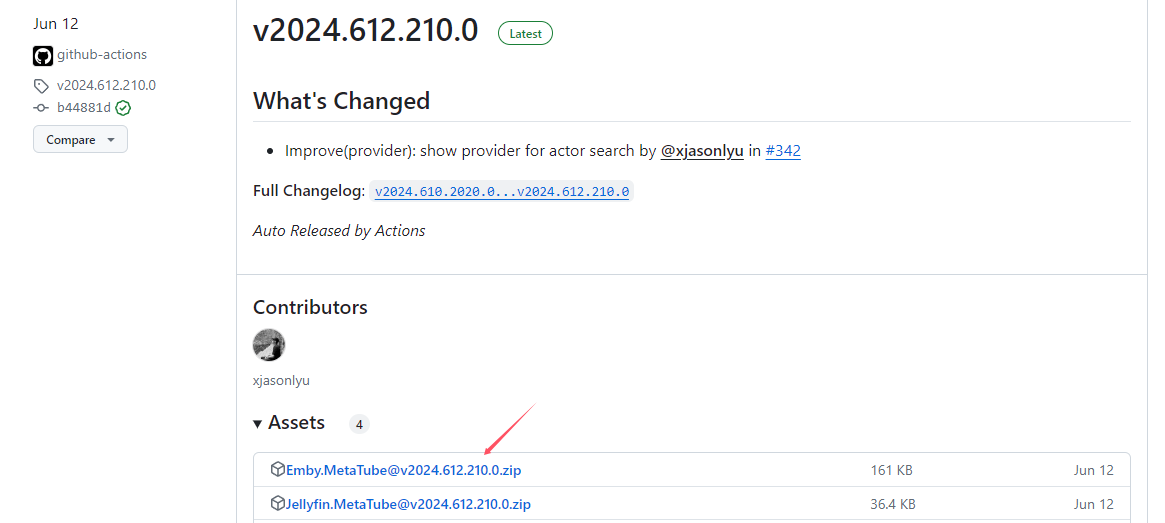 Jun 12
github-actions
v2024.612.210.0
b44881d
Compare
v2024.612.210.0 Latest
What's Changed
Improve(provider): show provider for actor search by @xjasonlyu in #342
Full Changelog: v2024.610.2020.0...v2024.612.210.0
Auto Released by Actions
Contributors
xjasonlyu
Assets 4
Emby.MetaTube@v2024.612.210.0.zip 161 KB Jun 12
Jellyfin.MetaTube@v2024.612.210.0.zip 36.4 KB Jun 12